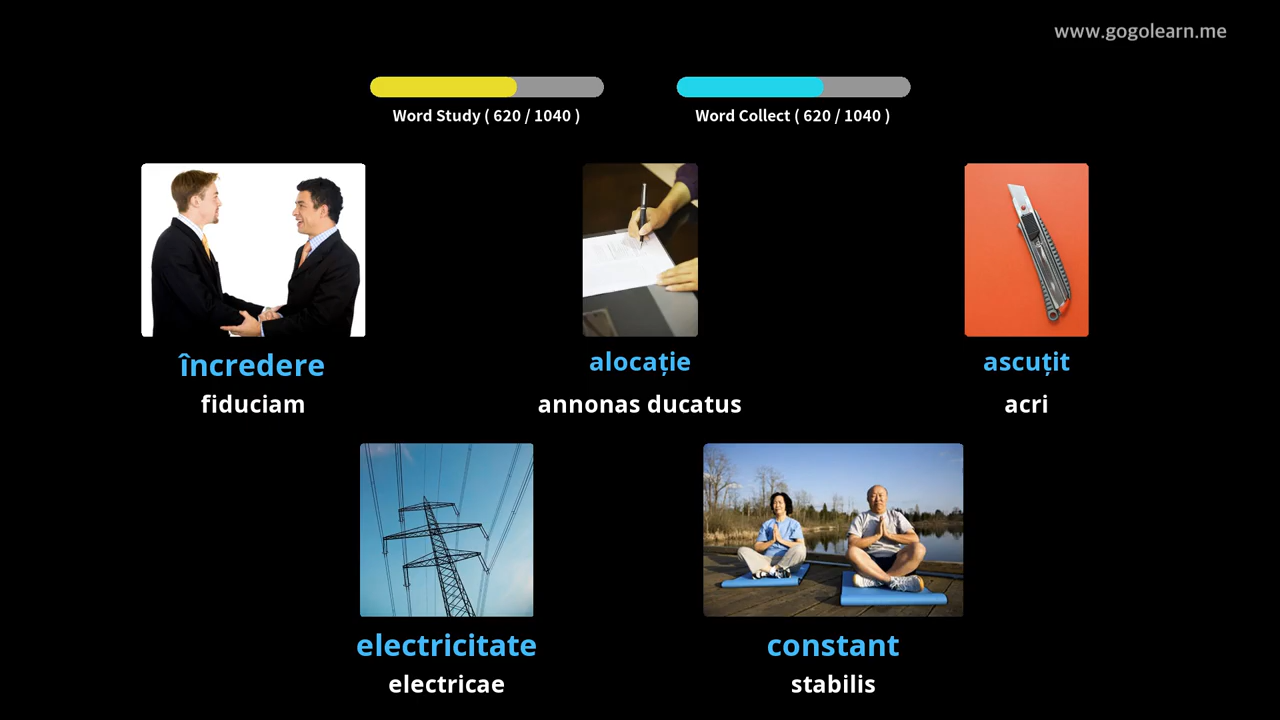 www.gogolearn.me
Word Study ( 620 / 1040 )
Word Collect ( 620 / 1040 )
încredere
fiduciam
alocație
annonas ducatus
ascuțit
acri
electricitate
electricae
constant
stabilis